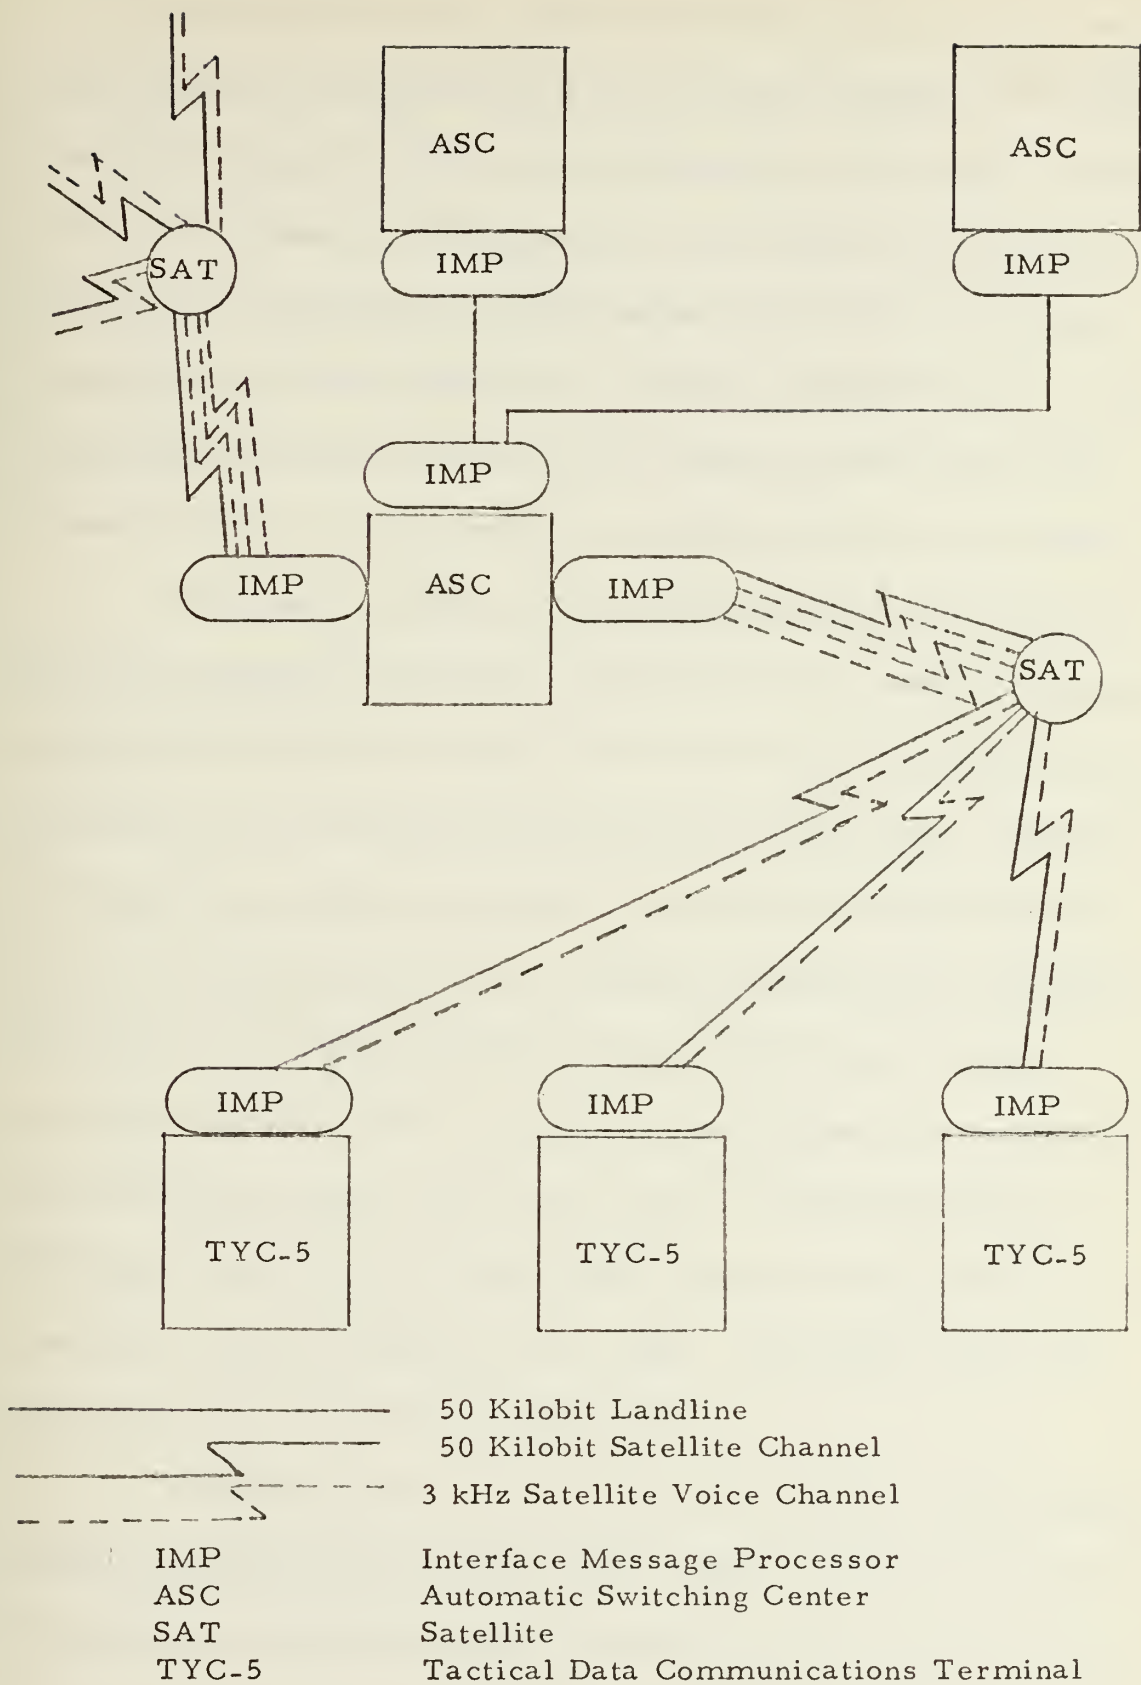 ASC
ASC
SAT
IMP
IMP
IMP
IMP
ASC
IMP
SAT
IMP
IMP
IMP
TYC-5
TYC-5
TYC-5
50 Kilobit Landline
50 Kilobit Satellite Channel
3 kHz Satellite Voice Channel
IMP Interface Message Processor
ASC Automatic Switching Center
SAT Satellite
TYC-5 Tactical Data Communications Terminal